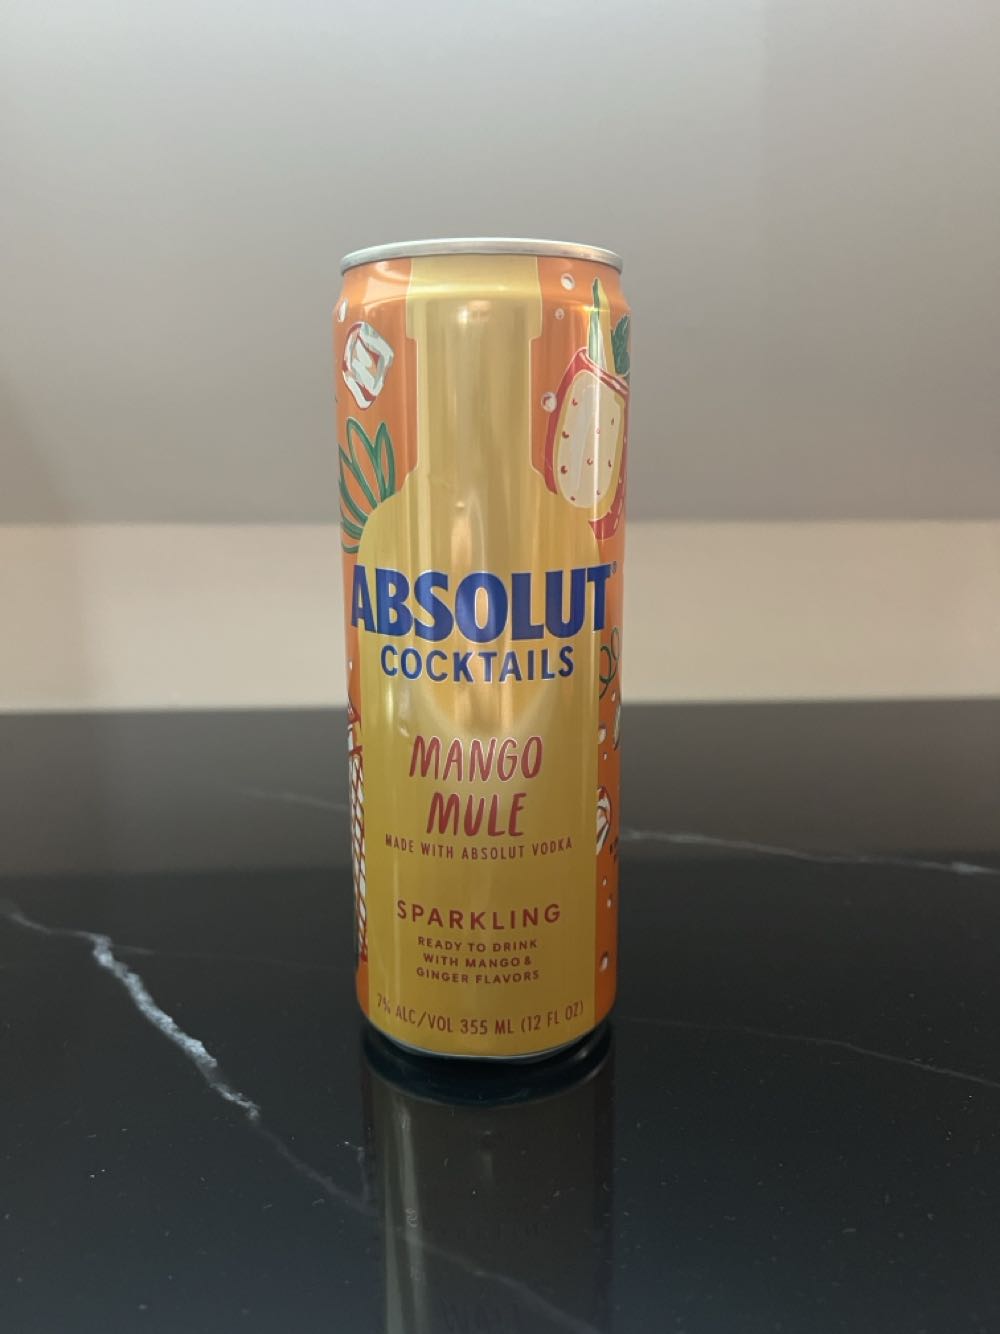 ABSOLUT®
COCKTAILS
MANGO
MULE
MADE WITH ABSOLUT VODKA
SPARKLING
READY TO DRINK
WITH MANGO &
GINGER FLAVORS
7% ALC/VOL 355 ML (12 FL OZ)